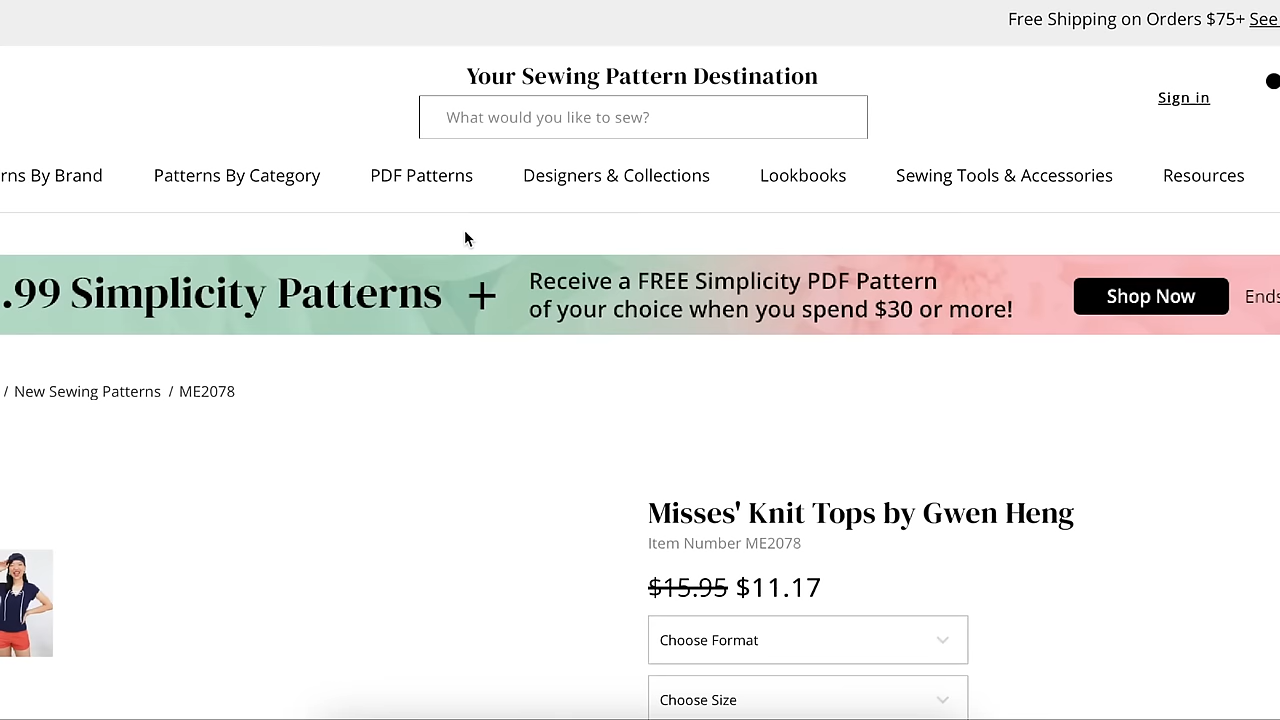 Free Shipping on Orders $75+ See
Your Sewing Pattern Destination
What would you like to sew?
Sign in
rns By Brand Patterns By Category PDF Patterns Designers & Collections Lookbooks Sewing Tools & Accessories Resources
.99 Simplicity Patterns + Receive a FREE Simplicity PDF Pattern
of your choice when you spend $30 or more!
Shop Now Ends
/ New Sewing Patterns / ME2078
Misses' Knit Tops by Gwen Heng
Item Number ME2078
$15.95 $11.17
Choose Format
Choose Size